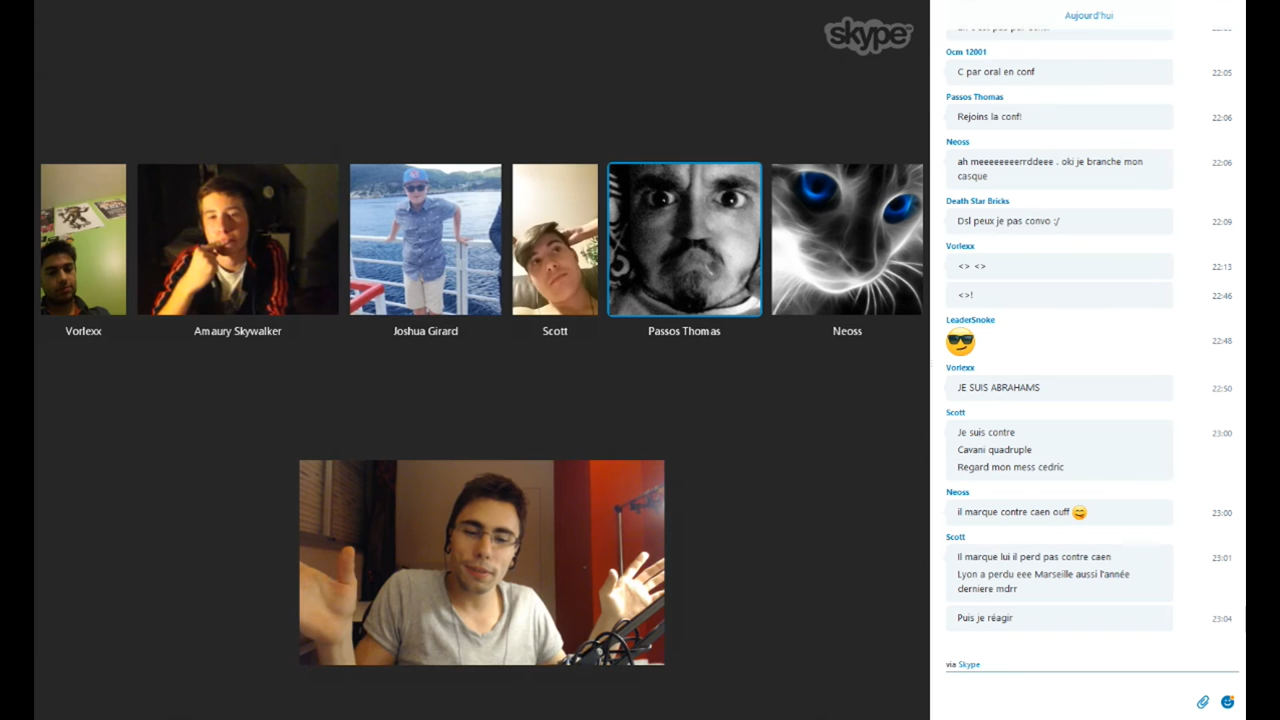 skype
Vorlexx
Amaury Skywalker
Joshua Girard
Scott
Passos Thomas
Neoss
Aujourd'hui
Ocm 12001
C par oral en conf
22:05
Passos Thomas
Rejoins la conf!
22:06
Neoss
ah meeeeeeerrddeee . oki je branche mon
casque
22:06
Death Star Bricks
Dsl peux je pas convo :/
22:09
Vorlexx
<> <>
22:13
<>!
22:46
LeaderSnoke
22:48
Vorlexx
JE SUIS ABRAHAMS
22:50
Scott
Je suis contre
Cavani quadruple
Regard mon mess cedric
23:00
Neoss
il marque contre caen ouff
23:00
Scott
Il marque lui il perd pas contre caen
Lyon a perdu eee Marseille aussi l'année
derniere mdrr
23:01
Puis je réagir
23:04
via Skype